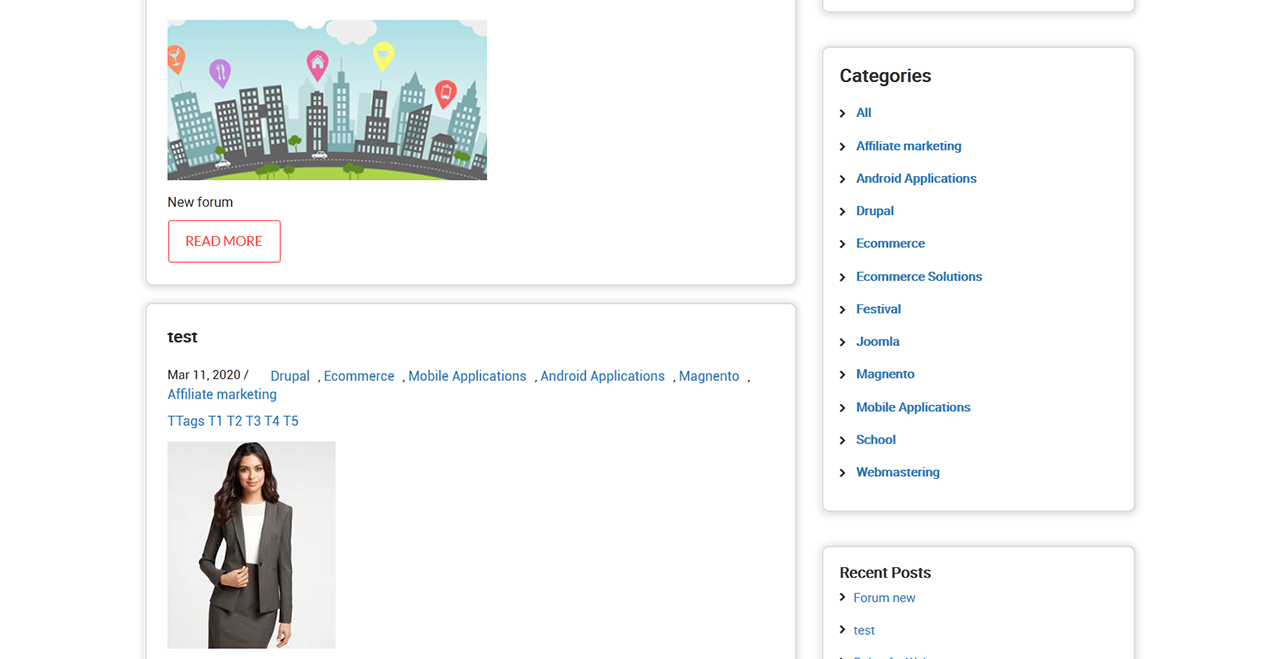 New forum
READ MORE
test
Mar 11, 2020 / Drupal , Ecommerce , Mobile Applications , Android Applications , Magnento ,
Affiliate marketing
TTags T1 T2 T3 T4 T5
Categories
All
Affiliate marketing
Android Applications
Drupal
Ecommerce
Ecommerce Solutions
Festival
Joomla
Magnento
Mobile Applications
School
Webmastering
Recent Posts
Forum new
test